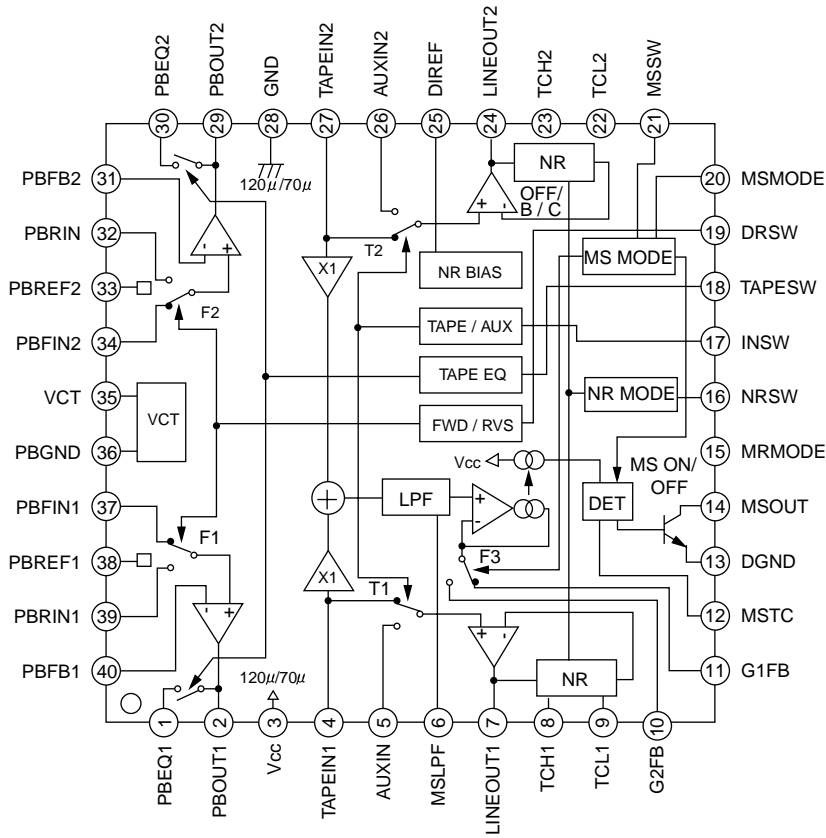 PBEQ2
PBOUT2
GND
TAPEIN2
AUXIN2
DIREF
LINEOUT2
TCH2
TCL2
MSSW
30
29
28
27
26
25
24
23
22
21
120μ/70μ
NR
OFF/
B / C
+ -
PBFB2 31
20 MSMODE
PBRIN 32
19 DRSW
- +
T2
X1
NR BIAS
MS MODE
PBREF2 33
18 TAPESW
F2
TAPE / AUX
PBFIN2 34
17 INSW
TAPE EQ
VCT 35
NR MODE
16 NRSW
VCT
FWD / RVS
PBGND 36
15 MRMODE
Vcc
MS ON/
OFF
PBFIN1 37
+
LPF
+
-
DET
14 MSOUT
F1
F3
PBREF1 38
13 DGND
X1
T1
PBRIN1 39
12 MSTC
- +
+ -
PBFB1 40
11 G1FB
120μ/70μ
NR
1
2
3
4
5
6
7
8
9
10
PBEQ1
PBOUT1
Vcc
TAPEIN1
AUXIN
MSLPF
LINEOUT1
TCH1
TCL1
G2FB